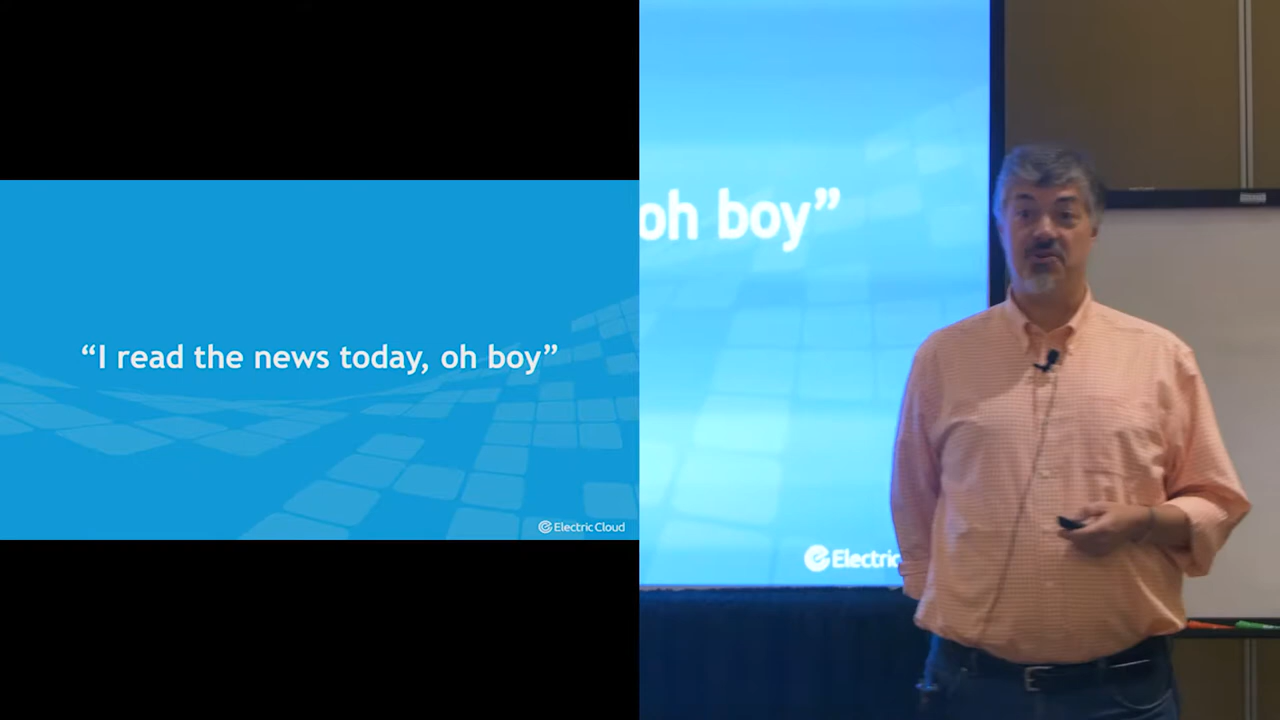 “I read the news today, oh boy”
Electric Cloud
oh boy”
Electric